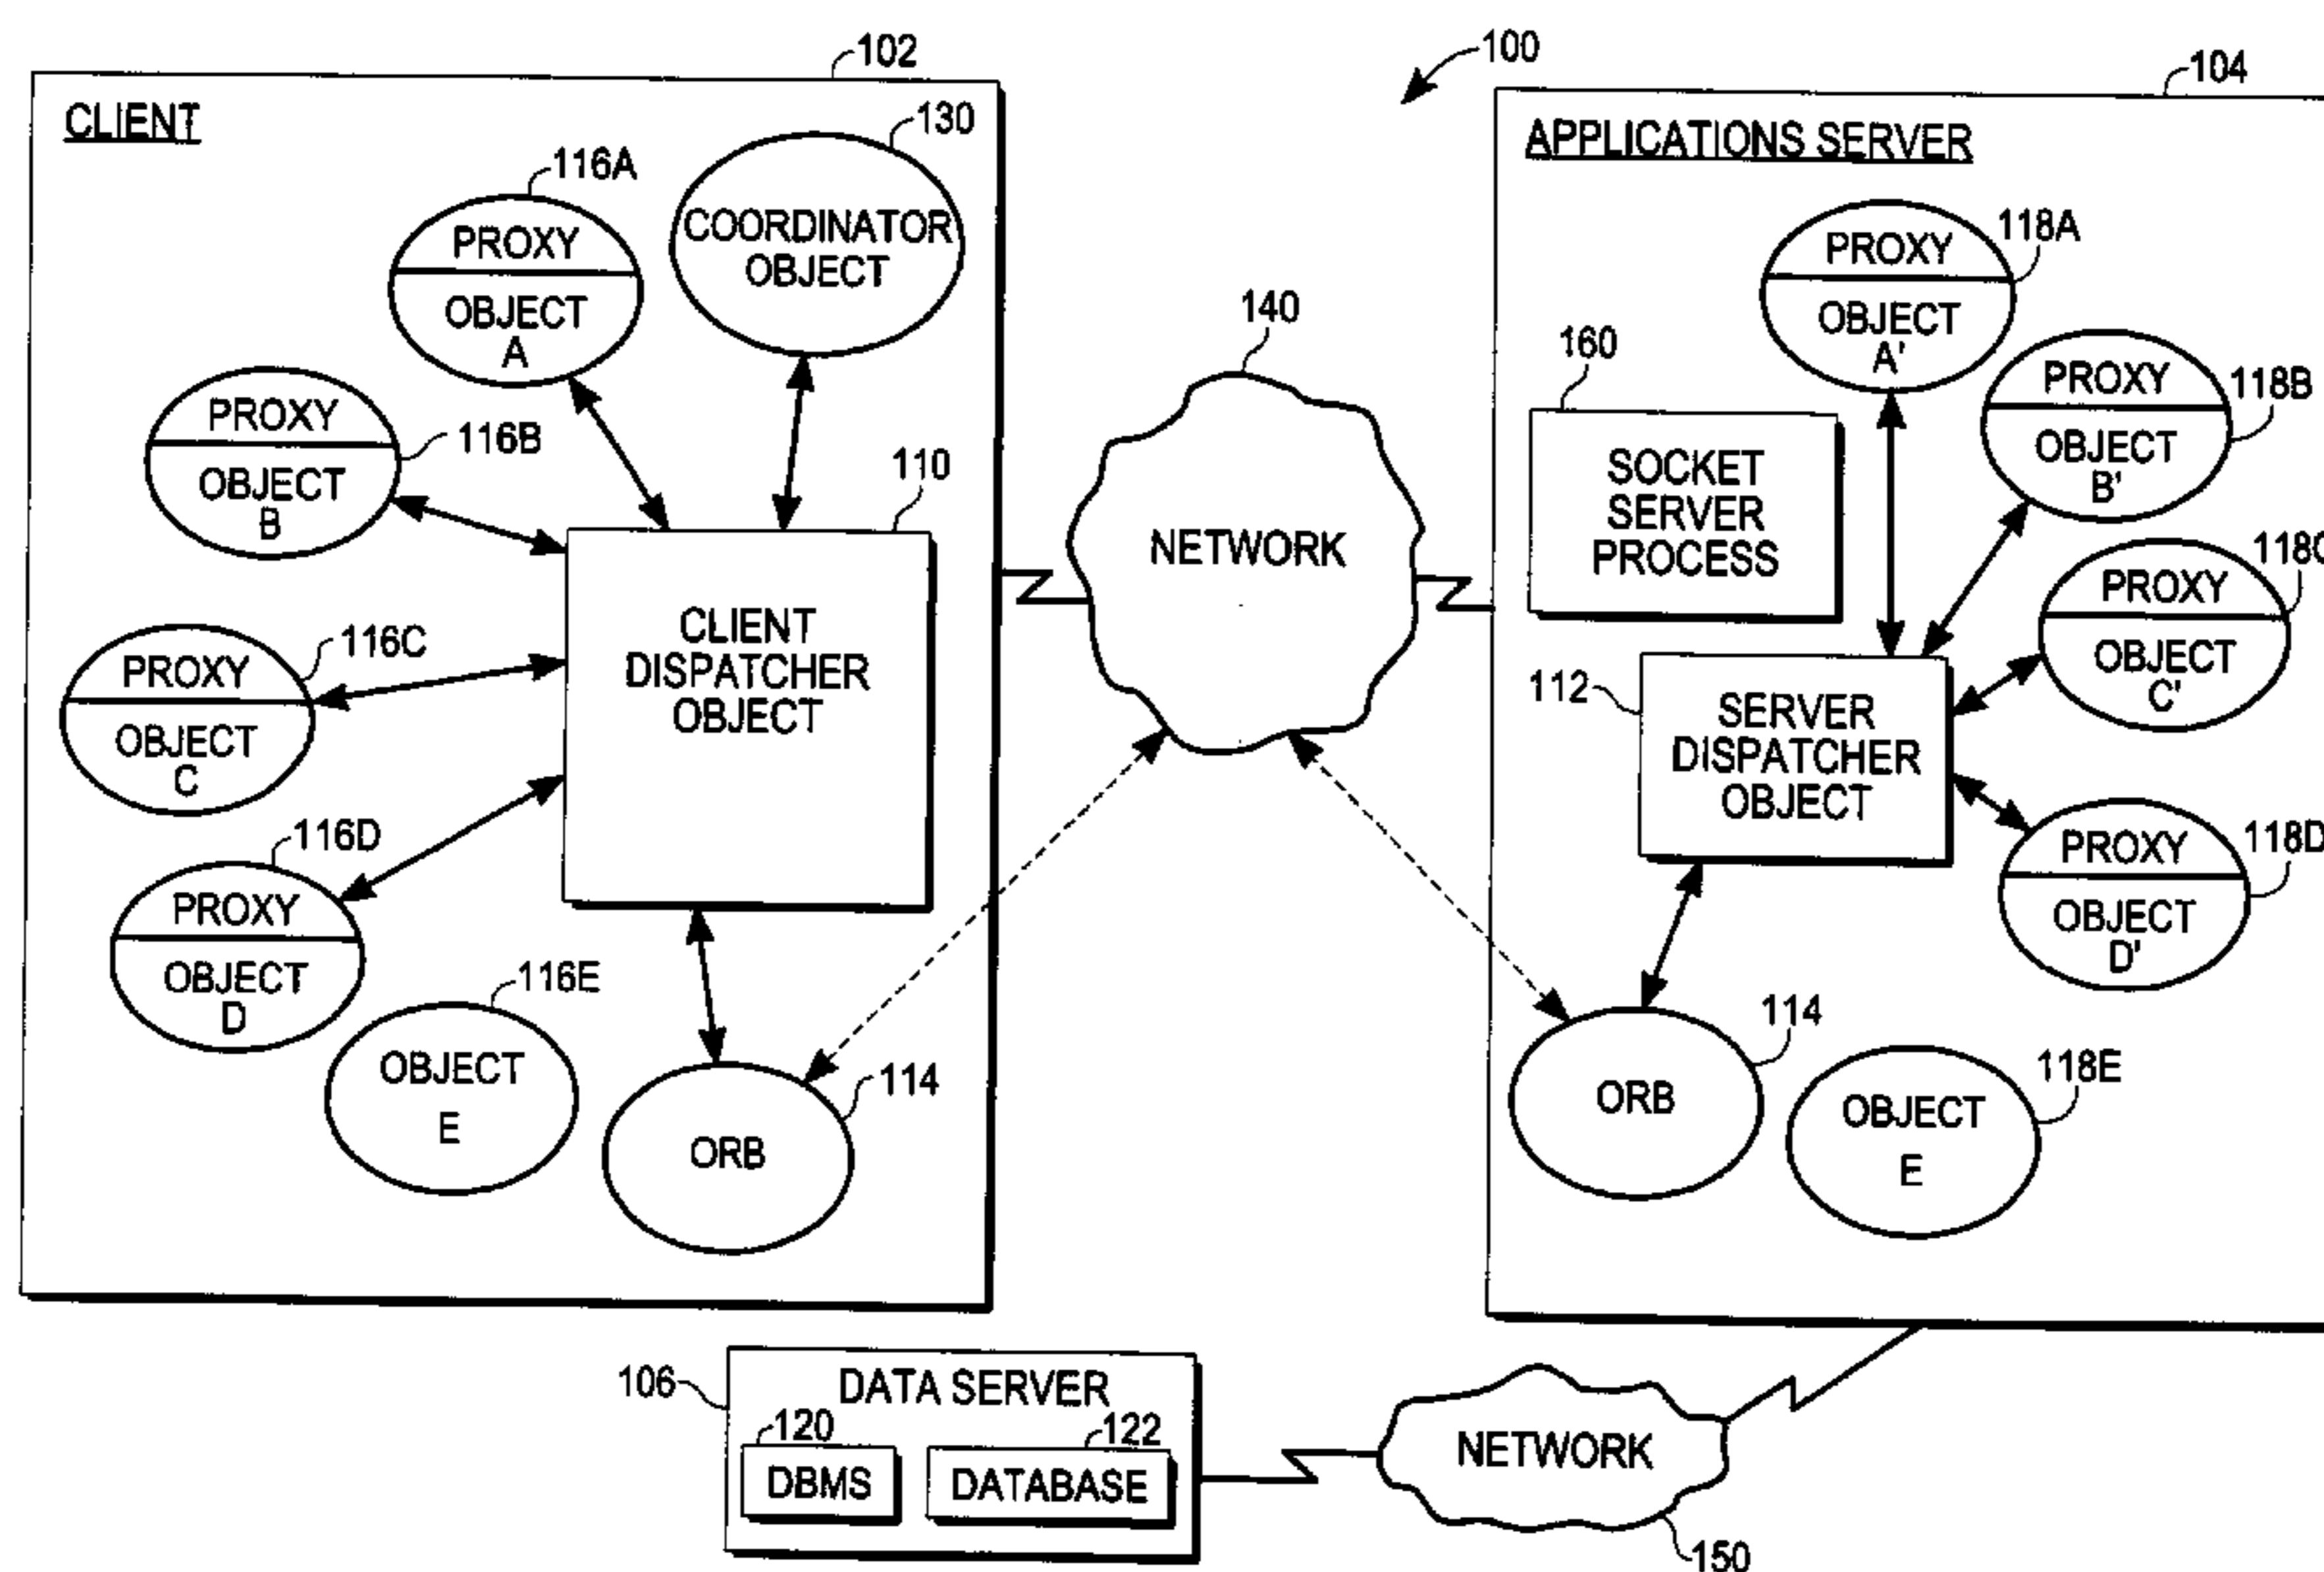 102
100
104
CLIENT
130
APPLICATIONS SERVER
116A
PROXY
OBJECT
A
COORDINATOR
OBJECT
118A
PROXY
OBJECT
A'
140
160
116B
PROXY
OBJECT
B
118B
PROXY
OBJECT
B'
110
SOCKET
SERVER
PROCESS
NETWORK
118C
PROXY
OBJECT
C'
116C
PROXY
OBJECT
C
CLIENT
DISPATCHER
OBJECT
112
SERVER
DISPATCHER
OBJECT
116D
PROXY
OBJECT
D
118D
PROXY
OBJECT
D'
116E
OBJECT
E
114
ORB
114
ORB
118E
OBJECT
E
106
DATA SERVER
120
DBMS
122
DATABASE
NETWORK
150